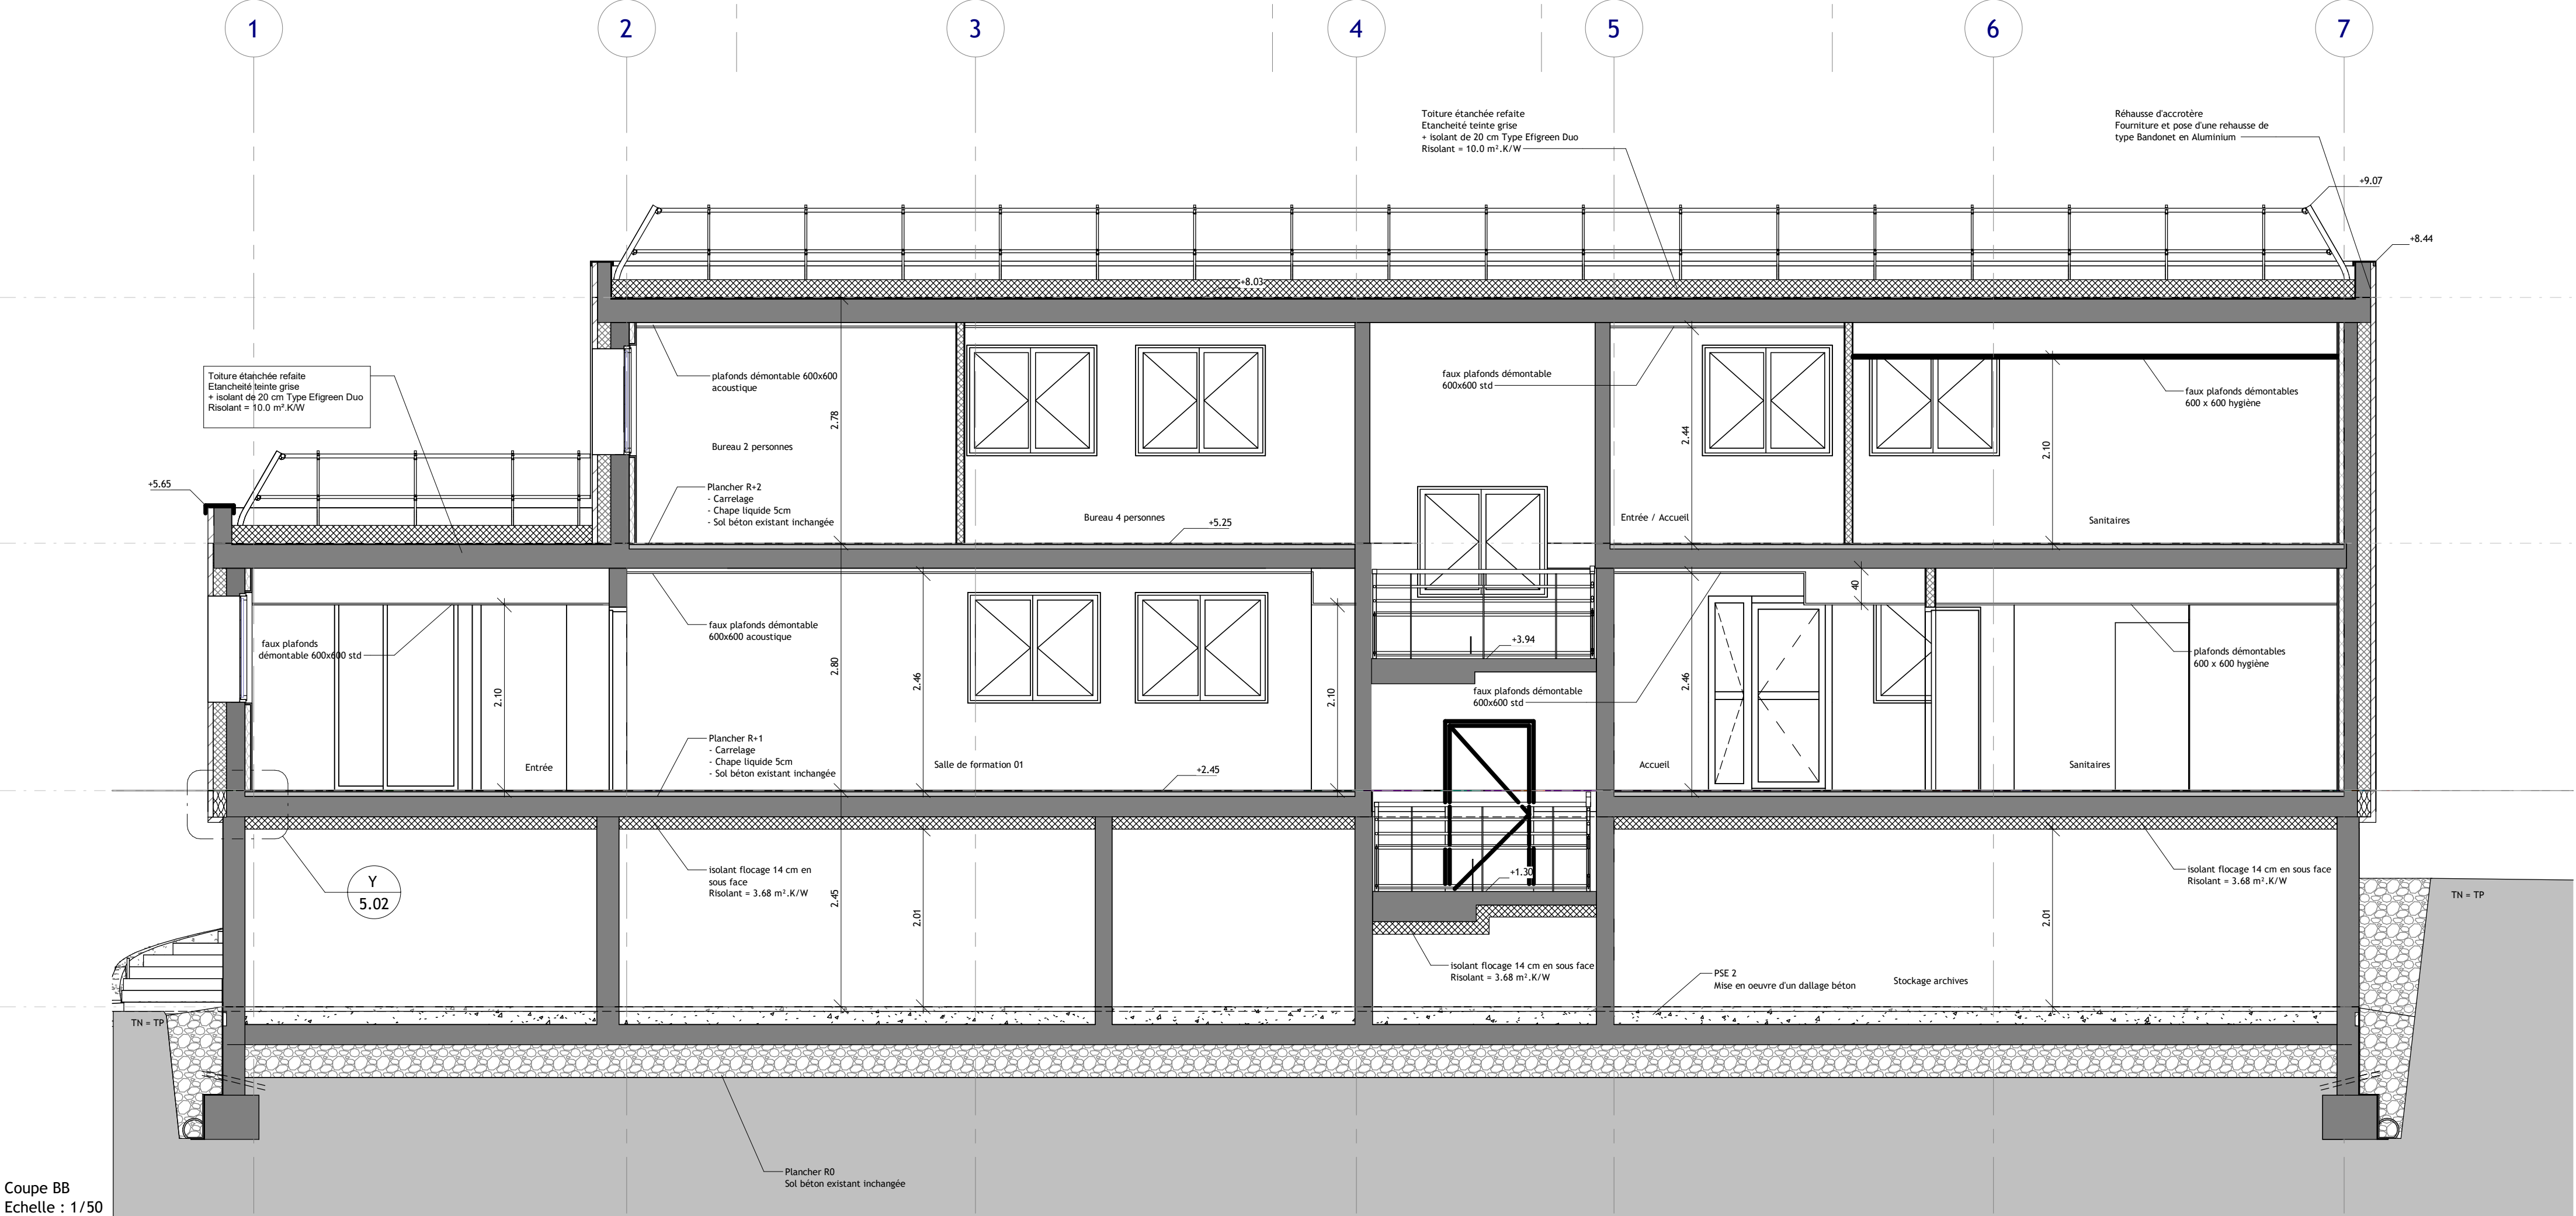 1
2
3
4
5
6
7
Toiture étanchée refaite
Etancheité teinte grise
+ isolant de 20 cm Type Efigreen Duo
Risolant = 10.0 m².K/W
Réhausse d'accrotère
Fourniture et pose d'une rehausse de
type Bandonet en Aluminium
+9.07
+8.44
+8.03
Toiture étanchée refaite
Etancheité teinte grise
+ isolant de 20 cm Type Efigreen Duo
Risolant = 10.0 m².K/W
plafonds démontable 600x600
acoustique
2.78
Bureau 2 personnes
faux plafonds démontable
600x600 std
2.44
faux plafonds démontables
600 x 600 hygiène
2.10
+5.65
Plancher R+2
- Carrelage
- Chape liquide 5cm
- Sol béton existant inchangée
Bureau 4 personnes
+5.25
Entrée / Accueil
Sanitaires
40
faux plafonds
démontable 600x600 std
2.10
faux plafonds démontable
600x600 acoustique
2.80
2.46
2.10
+3.94
faux plafonds démontable
600x600 std
2.46
plafonds démontables
600 x 600 hygiène
Entrée
Plancher R+1
- Carrelage
- Chape liquide 5cm
- Sol béton existant inchangée
Salle de formation 01
+2.45
Accueil
Sanitaires
Y
5.02
isolant flocage 14 cm en
sous face
Risolant = 3.68 m².K/W
2.45
2.01
+1.30
isolant flocage 14 cm en sous face
Risolant = 3.68 m².K/W
2.01
TN = TP
isolant flocage 14 cm en sous face
Risolant = 3.68 m².K/W
PSE 2
Mise en oeuvre d'un dallage béton
Stockage archives
TN = TP
Plancher R0
Sol béton existant inchangée
Coupe BB
Echelle : 1/50